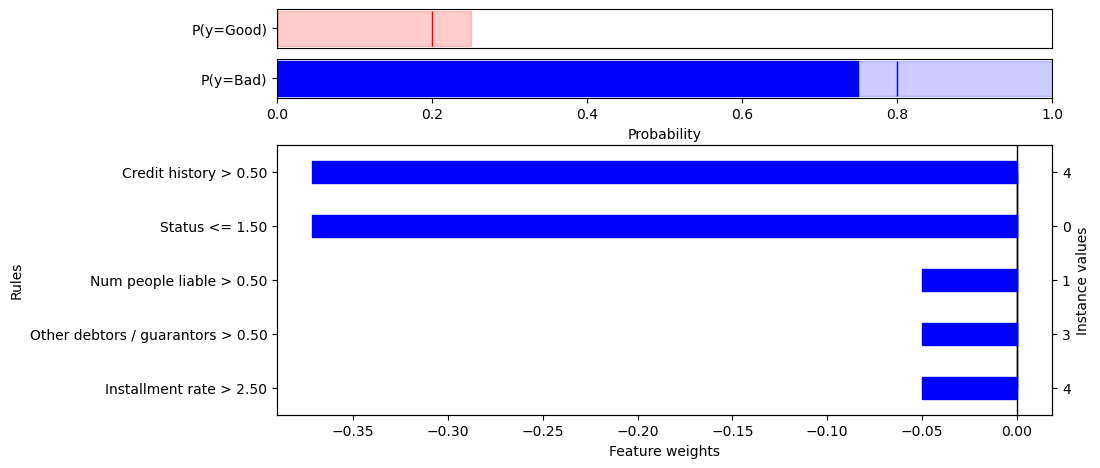 P(y=Good)
P(y=Bad)
0.0 0.2 0.4 0.6 0.8 1.0
Probability
Credit history > 0.50 4
Status <= 1.50 0
Num people liable > 0.50 1
Other debtors / guarantors > 0.50 3
Installment rate > 2.50 4
Rules
Instance values
−0.35 −0.30 −0.25 −0.20 −0.15 −0.10 −0.05 0.00
Feature weights